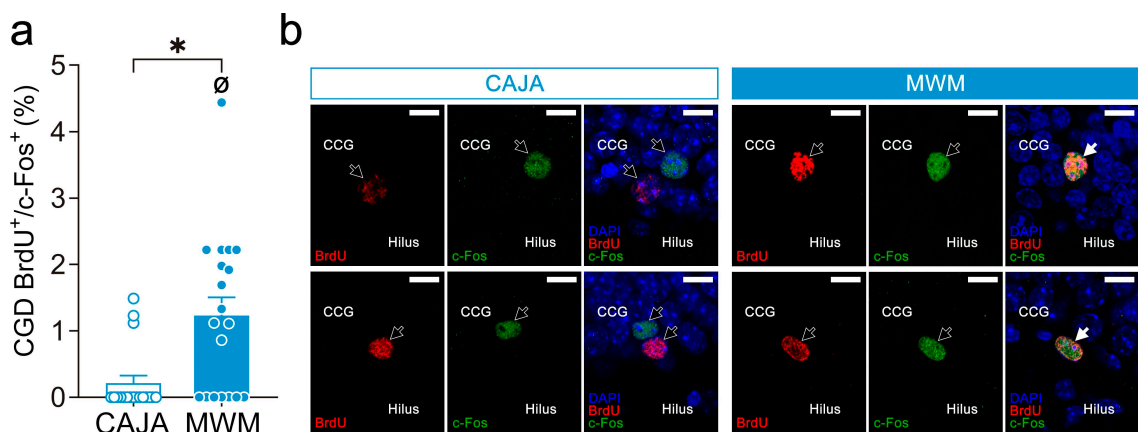 a
CGD BrdU⁺/c-Fos⁺ (%)
5
4
3
2
1
0
*
Ø
CAJA MWM
b
CAJA
CCG
BrdU
Hilus
CCG
c-Fos
Hilus
CCG
DAPI
BrdU
c-Fos
Hilus
CCG
BrdU
Hilus
CCG
c-Fos
Hilus
CCG
DAPI
BrdU
c-Fos
Hilus
MWM
CCG
BrdU
Hilus
CCG
c-Fos
Hilus
CCG
DAPI
BrdU
c-Fos
Hilus
CCG
BrdU
Hilus
CCG
c-Fos
Hilus
CCG
DAPI
BrdU
c-Fos
Hilus